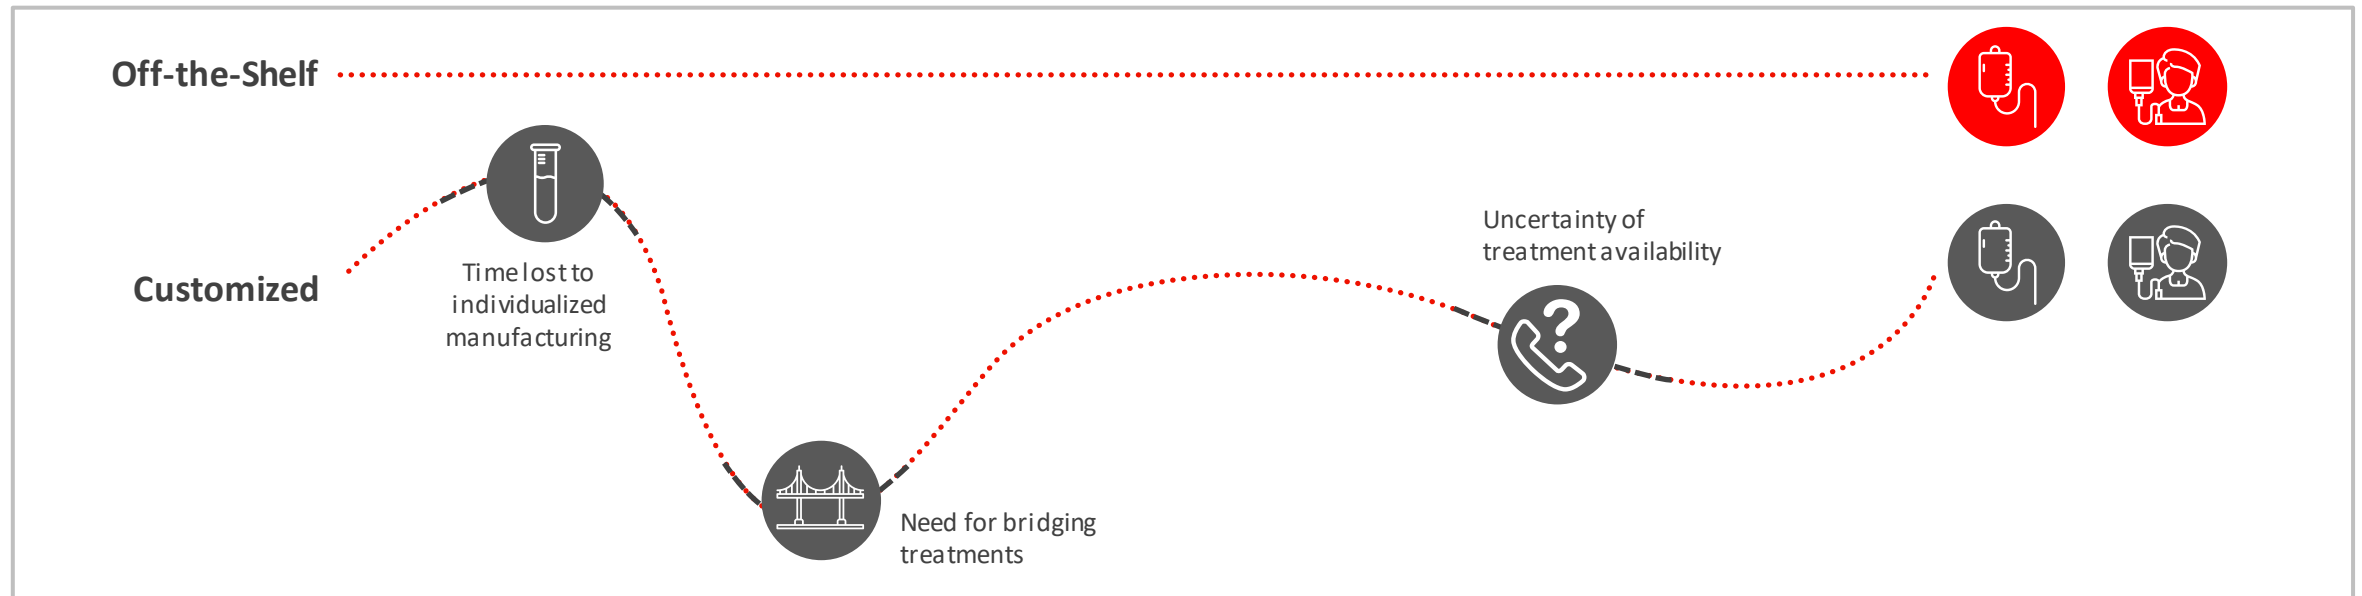 Off-the-Shelf
Customized
Time lost to
individualized
manufacturing
Need for bridging
treatments
Uncertainty of
treatment availability
?